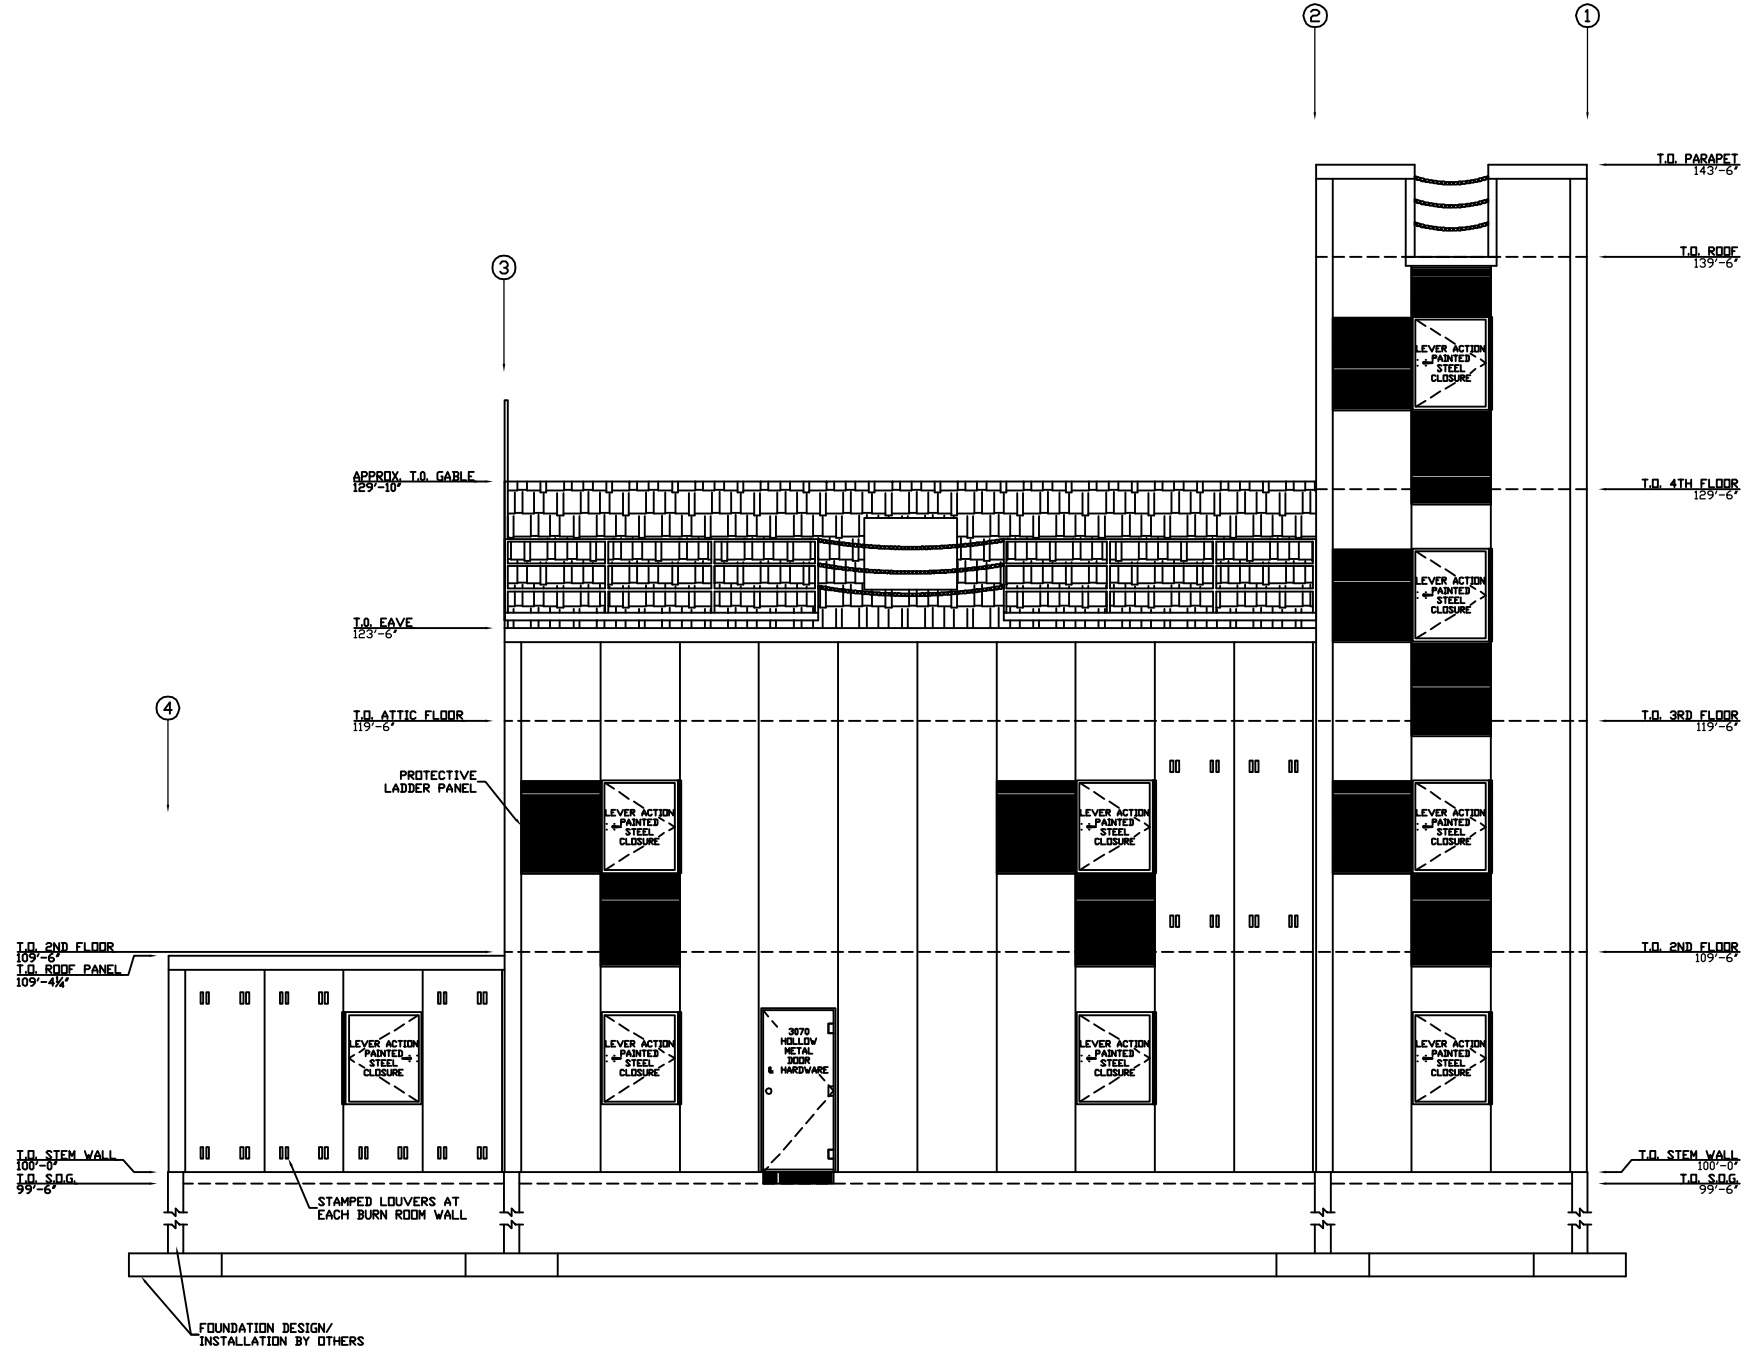 2
1
T.O. PARAPET
143'-6"
T.O. ROOF
139'-6"
3
LEVER ACTION
PAINTED
STEEL
CLOSURE
APPROX. T.O. GABLE
129'-10"
T.O. 4TH FLOOR
129'-6"
LEVER ACTION
PAINTED
STEEL
CLOSURE
T.O. EAVE
123'-6"
4
T.O. ATTIC FLOOR
119'-6"
T.O. 3RD FLOOR
119'-6"
PROTECTIVE
LADDER PANEL
LEVER ACTION
PAINTED
STEEL
CLOSURE
LEVER ACTION
PAINTED
STEEL
CLOSURE
LEVER ACTION
PAINTED
STEEL
CLOSURE
T.O. 2ND FLOOR
109'-6"
T.O. ROOF PANEL
109'-4¼"
T.O. 2ND FLOOR
109'-6"
LEVER ACTION
PAINTED
STEEL
CLOSURE
LEVER ACTION
PAINTED
STEEL
CLOSURE
3070
HOLLOW
METAL
DOOR
& HARDWARE
LEVER ACTION
PAINTED
STEEL
CLOSURE
LEVER ACTION
PAINTED
STEEL
CLOSURE
T.O. STEM WALL
100'-0"
T.O. S.O.G.
99'-6"
T.O. STEM WALL
100'-0"
T.O. S.O.G.
99'-6"
STAMPED LOUVERS AT
EACH BURN ROOM WALL
FOUNDATION DESIGN/
INSTALLATION BY OTHERS